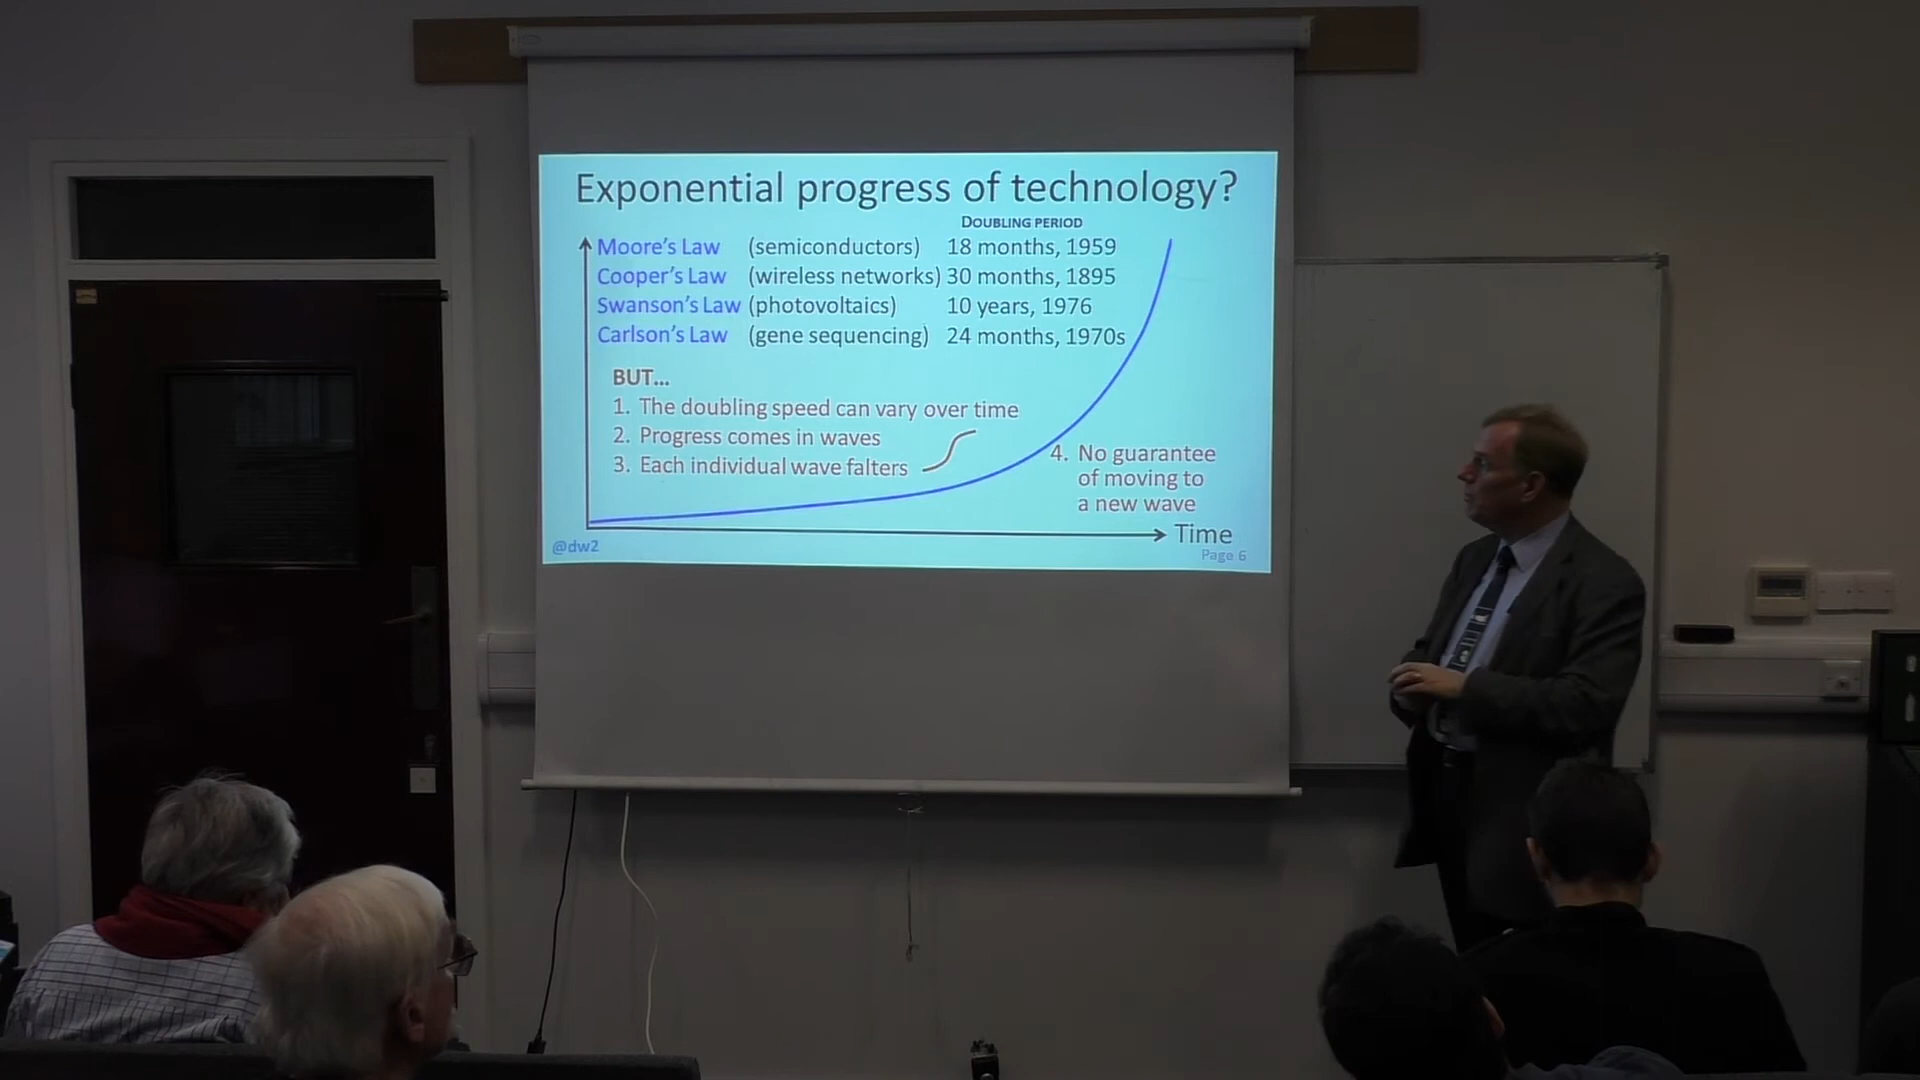 Exponential progress of technology?
DOUBLING PERIOD
Moore's Law (semiconductors) 18 months, 1959
Cooper's Law (wireless networks) 30 months, 1895
Swanson's Law (photovoltaics) 10 years, 1976
Carlson's Law (gene sequencing) 24 months, 1970s
BUT...
1. The doubling speed can vary over time
2. Progress comes in waves
3. Each individual wave falters
4. No guarantee
of moving to
a new wave
Time
@dw2
Page 6